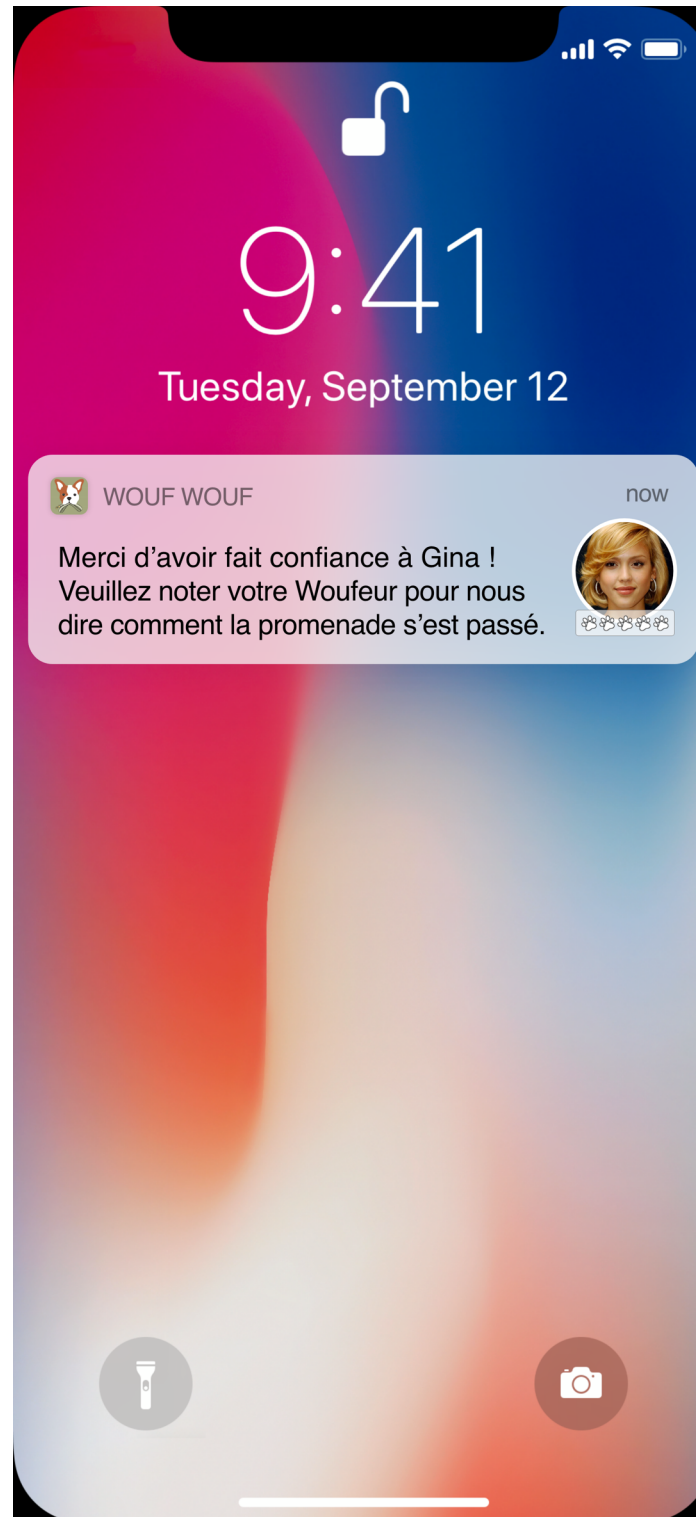 9:41
Tuesday, September 12
WOUF WOUF
now
Merci d’avoir fait confiance à Gina !
Veuillez noter votre Woufeur pour nous
dire comment la promenade s’est passé.